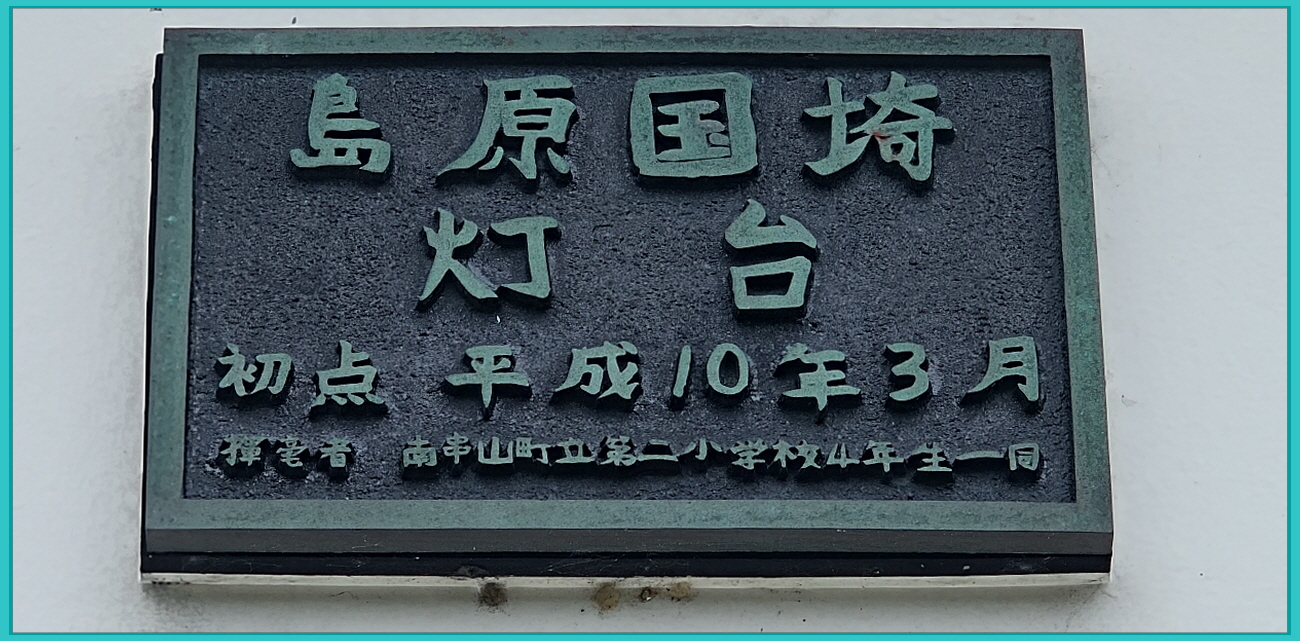 島原国埼
灯台
初点 平成10年3月
揮毫者 南串山町立第二小学校4年生一同